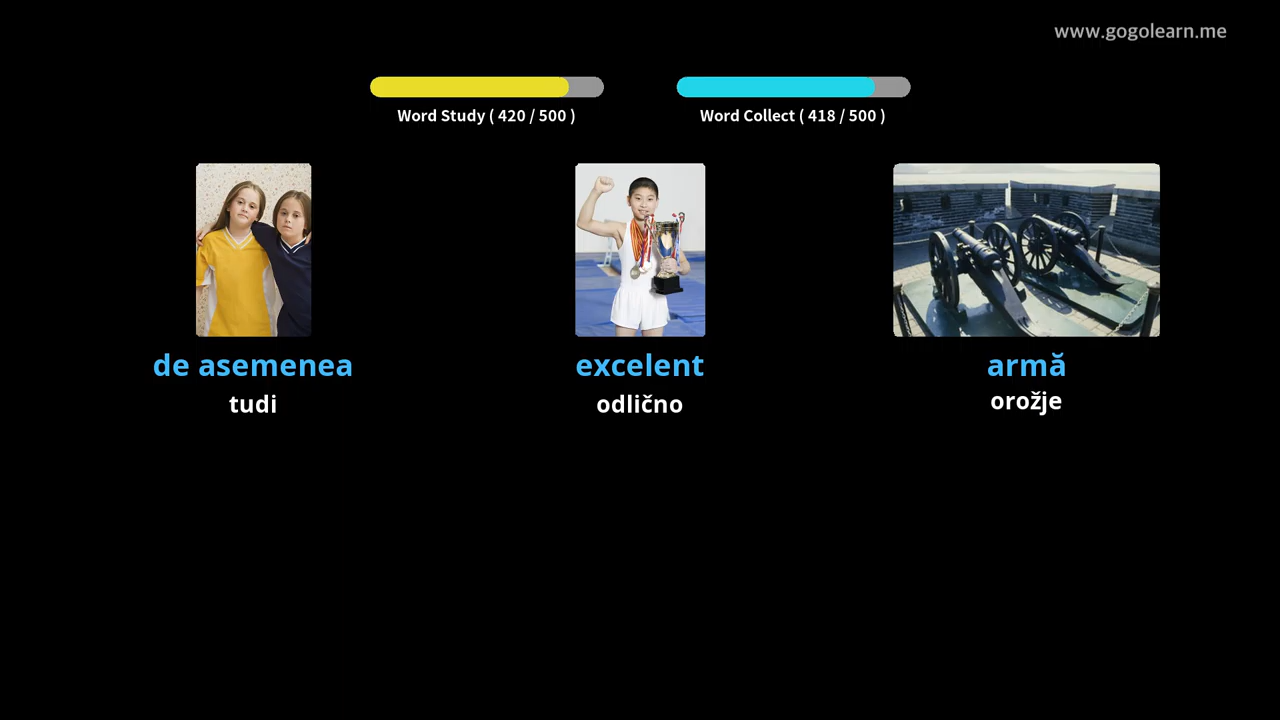 www.gogolearn.me
Word Study ( 420 / 500 )
Word Collect ( 418 / 500 )
de asemenea
tudi
excelent
odlično
armă
orožje